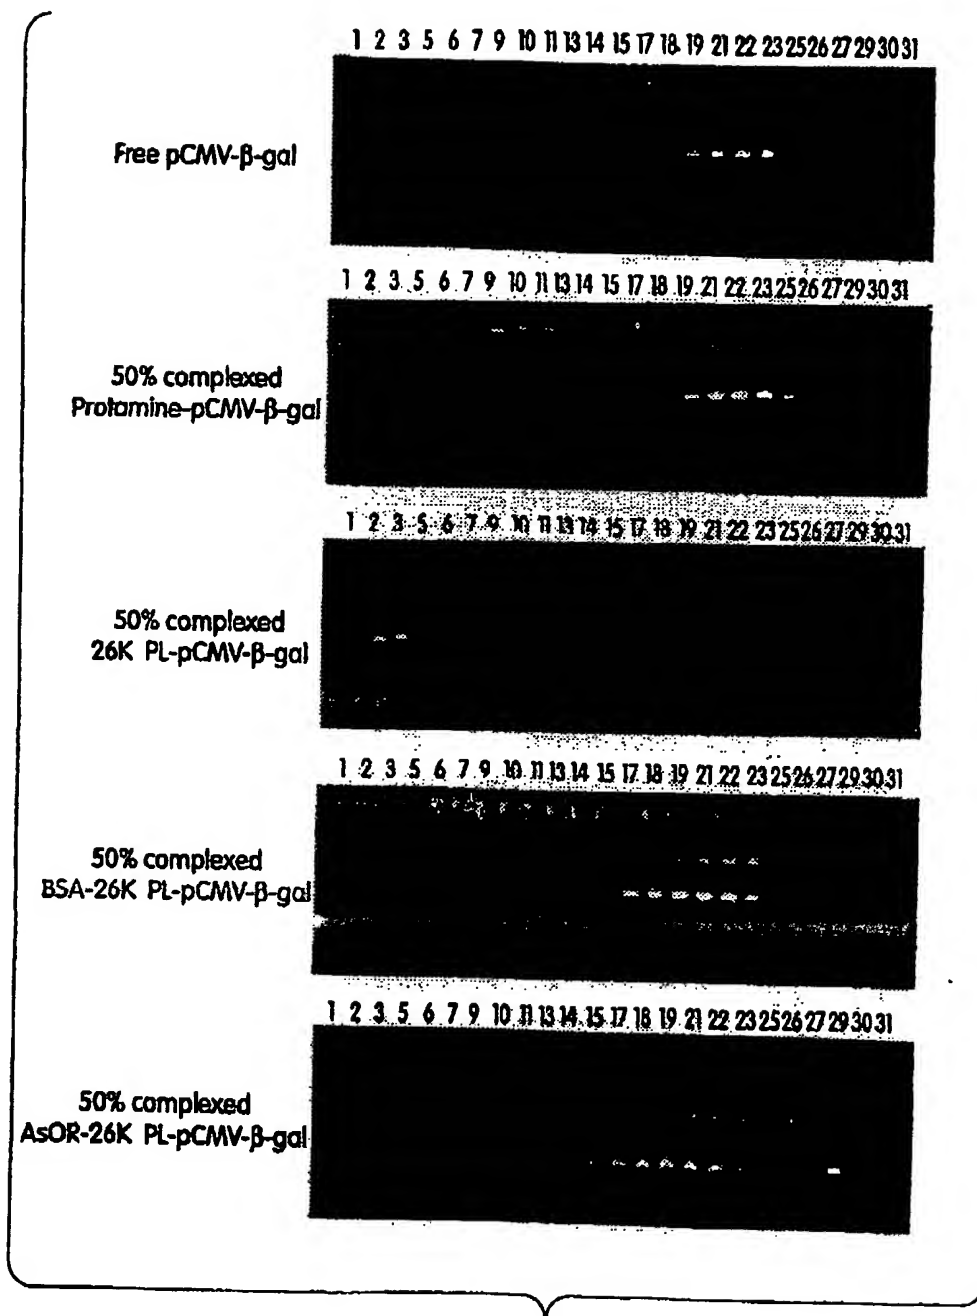 1 2 3 5 6 7 9 10 11 13 14 15 17 18 19 21 22 23 25 26 27 29 30 31
Free pCMV-β-gal
1 2 3 5 6 7 9 10 11 13 14 15 17 18 19 21 22 23 25 26 27 29 30 31
50% complexed
Protamine-pCMV-β-gal
1 2 3 5 6 7 9 10 11 13 14 15 17 18 19 21 22 23 25 26 27 29 30 31
50% complexed
26K PL-pCMV-β-gal
1 2 3 5 6 7 9 10 11 13 14 15 17 18 19 21 22 23 25 26 27 29 30 31
50% complexed
BSA-26K PL-pCMV-β-gal
1 2 3 5 6 7 9 10 11 13 14 15 17 18 19 21 22 23 25 26 27 29 30 31
50% complexed
AsOR-26K PL-pCMV-β-gal